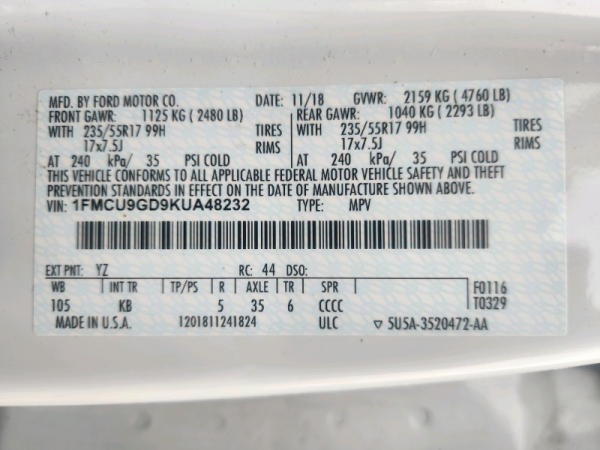 MFD. BY FORD MOTOR CO. DATE: 11/18 GVWR: 2159 KG ( 4760 LB)
FRONT GAWR: 1125 KG ( 2480 LB) REAR GAWR: 1040 KG ( 2293 LB)
WITH 235/55R17 99H TIRES WITH 235/55R17 99H TIRES
17x7.5J RIMS 17x7.5J RIMS
AT 240 kPa/ 35 PSI COLD AT 240 kPa/ 35 PSI COLD
THIS VEHICLE CONFORMS TO ALL APPLICABLE FEDERAL MOTOR VEHICLE SAFETY AND THEFT
PREVENTION STANDARDS IN EFFECT ON THE DATE OF MANUFACTURE SHOWN ABOVE.
VIN: 1FMCU9GD9KUA48232 TYPE: MPV
EXT PNT: YZ RC: 44 DSO:
WB INT TR TP/PS R AXLE TR SPR F0116
105 KB 5 35 6 CCCC T0329
MADE IN U.S.A. 1201811241824 ULC ▽ 5U5A-3520472-AA